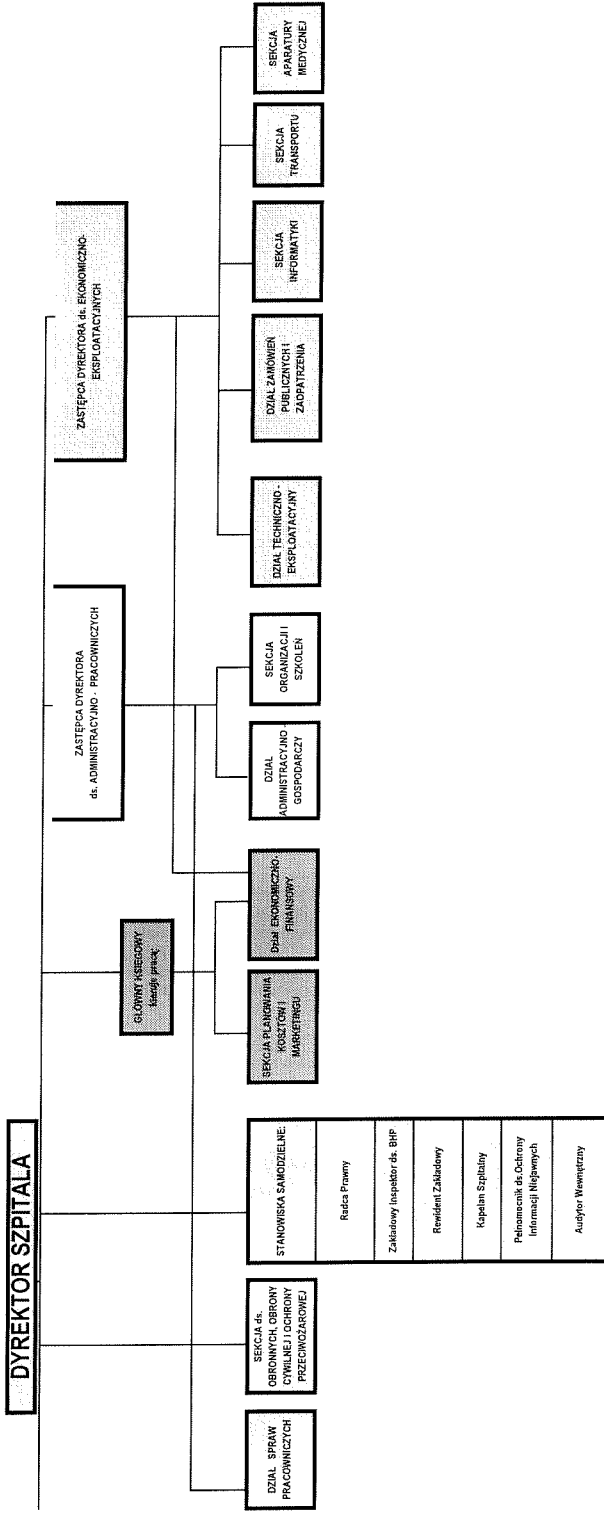 DYREKTOR SZPITALA
ZASTĘPCA DYREKTORA
ds. ADMINISTRACYJNO - PRACOWNICZYCH
ZASTĘPCA DYREKTORA ds. EKONOMICZNO-
EKSPLOATACYJNYCH
GŁÓWNY KSIĘGOWY
kieruje pracą:
DZIAŁ SPRAW
PRACOWNICZYCH
SEKCJA ds.
OBRONNYCH, OBRONY
CYWILNEJ I OCHRONY
PRZECIWOŻAROWEJ
STANOWISKA SAMODZIELNE:
Radca Prawny
Zakładowy Inspektor ds. BHP
Rewident Zakładowy
Kapelan Szpitalny
Pełnomocnik ds.Ochrony
Informacji Niejawnych
Audytor Wewnętrzny
SEKCJA PLANOWANIA
KOSZTÓW I
MARKETINGU
Dział EKONOMICZNO-
FINANSOWY
DZIAŁ
ADMINISTRACYJNO -
GOSPODARCZY
SEKCJA
ORGANIZACJI I
SZKOLEŃ
DZIAŁ TECHNICZNO -
EKSPLOATACYJNY
DZIAŁ ZAMÓWIEŃ
PUBLICZNYCH I
ZAOPATRZENIA
SEKCJA
INFORMATYKI
SEKCJA
TRANSPORTU
SEKCJA
APARATURY
MEDYCZNEJ